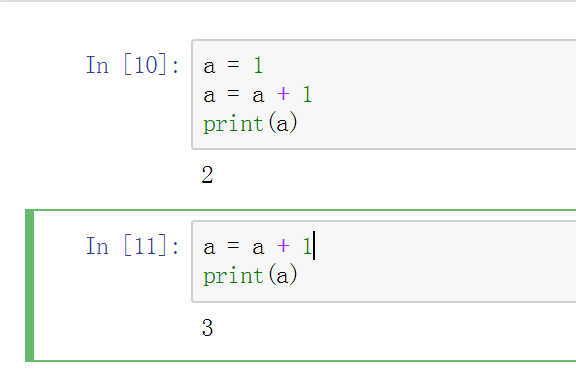 In [10]: a = 1
a = a + 1
print(a)
2
In [11]: a = a + 1
print(a)
3